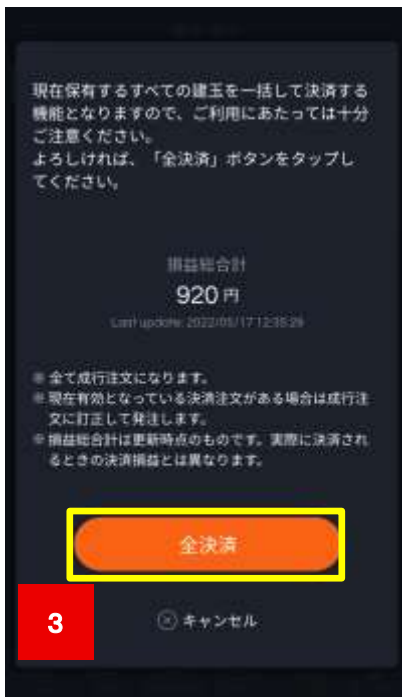 現在保有するすべての建玉を一括して決済する
機能となりますので、ご利用にあたっては十分
ご注意ください。
よろしければ、「全決済」ボタンをタップし
てください。
損益総合計
920 円
Last update: 2022/05/17 12:35:26
※全て成行注文になります。
※現在有効となっている決済注文がある場合は成行注
文に訂正して発注します。
※損益総合計は更新時点のものです。実際に決済され
るときの決済損益とは異なります。
全決済
3
キャンセル